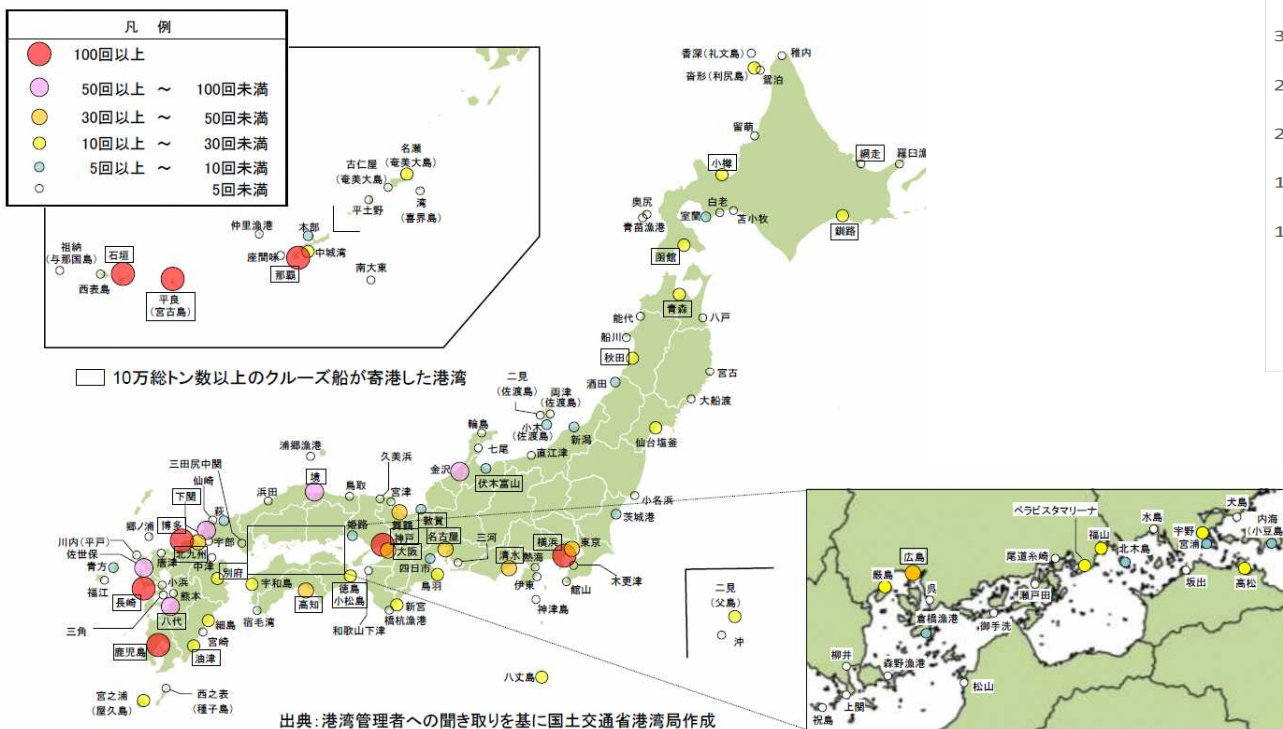 凡 例
100回以上
50回以上 ～ 100回未満
30回以上 ～ 50回未満
10回以上 ～ 30回未満
5回以上 ～ 10回未満
5回未満
名瀬
(奄美大島)
古仁屋
(奄美大島)
平土野
湾
(喜界島)
仲里漁港
本部
座間味
中城湾
那覇
南大東
祖納
(与那国島)
西表島
石垣
平良
(宮古島)
10万総トン数以上のクルーズ船が寄港した港湾
香深(礼文島)
稚内
沓形(利尻島)
鴛泊
留萌
網走
羅臼漁
小樽
奥尻
青苗漁港
室蘭
白老
苫小牧
釧路
函館
青森
能代
八戸
船川
秋田
宮古
酒田
大船渡
二見
(佐渡島)
両津
(佐渡島)
小木
(佐渡島)
新潟
仙台塩釜
輪島
七尾
直江津
金沢
伏木富山
小名浜
茨城港
浦郷漁港
三田尻中関
仙崎
萩
下関
浜田
境
鳥取
久美浜
宮津
舞鶴
敦賀
姫路
神戸
大阪
名古屋
四日市
鳥羽
三河
清水
熱海
伊東
横浜
東京
木更津
館山
神津島
郷ノ浦
博多
川内(平戸)
佐世保
青方
福江
唐津
北九州
宇部
中津
別府
小浜
長崎
熊本
三角
八代
細島
宮崎
鹿児島
油津
宇和島
宿毛湾
高知
徳島
小松島
和歌山下津
新宮
橋杭漁港
宮之浦
(屋久島)
西之表
(種子島)
八丈島
二見
(父島)
沖
ベラビスタマリーナ
福山
水島
宇野
犬島
宮浦
内海
(小豆島)
尾道糸崎
北木島
坂出
高松
広島
厳島
呉
瀬戸田
倉橋漁港
御手洗
柳井
森野漁港
松山
上関
祝島
出典：港湾管理者への聞き取りを基に国土交通省港湾局作成
3
2
2
1
1